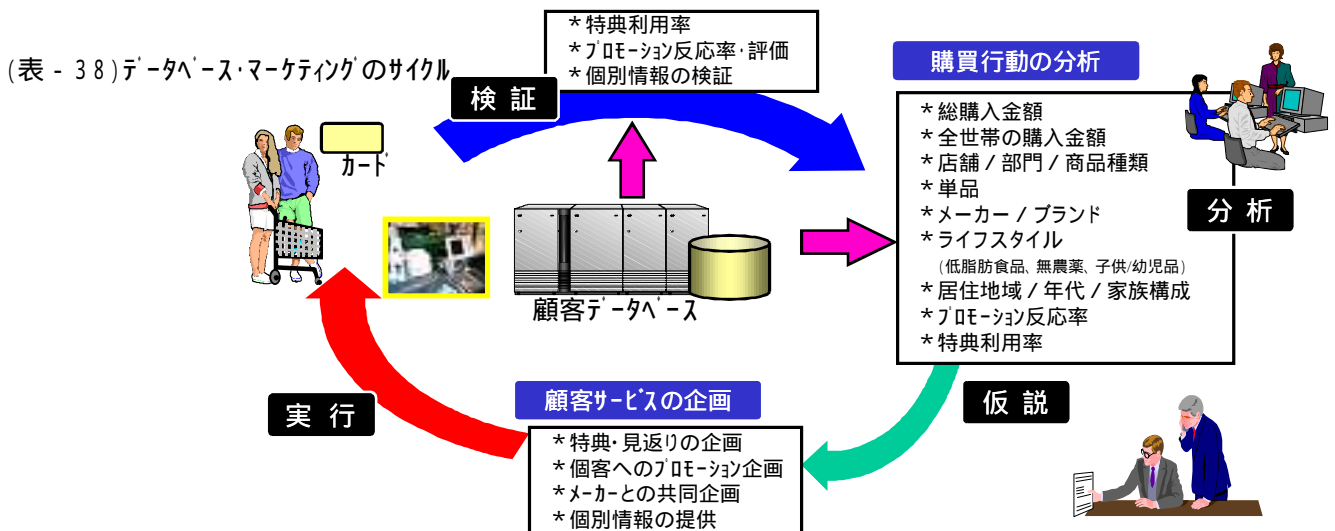 (表-38)ﾃﾞｰﾀﾍﾞｰｽ･ﾏｰｹﾃｨﾝｸﾞのｻｲｸﾙ
検 証
*特典利用率
*ﾌﾟﾛﾓｰｼｮﾝ反応率･評価
*個別情報の検証
カｰﾄﾞ
顧客ﾃﾞｰﾀﾍﾞｰｽ
購買行動の分析
*総購入金額
*全世帯の購入金額
*店舗/部門/商品種類
*単品
*メーカー/ブランド
*ライフスタイル
(低脂肪食品、無農薬、子供/幼児品)
*居住地域/年代/家族構成
*ﾌﾟﾛﾓｰｼｮﾝ反応率
*特典利用率
分 析
仮 説
顧客ｻｰﾋﾞｽの企画
*特典･見返りの企画
*個客へのﾌﾟﾛﾓｰｼｮﾝ企画
*ﾒｰｶｰとの共同企画
*個別情報の提供
実 行